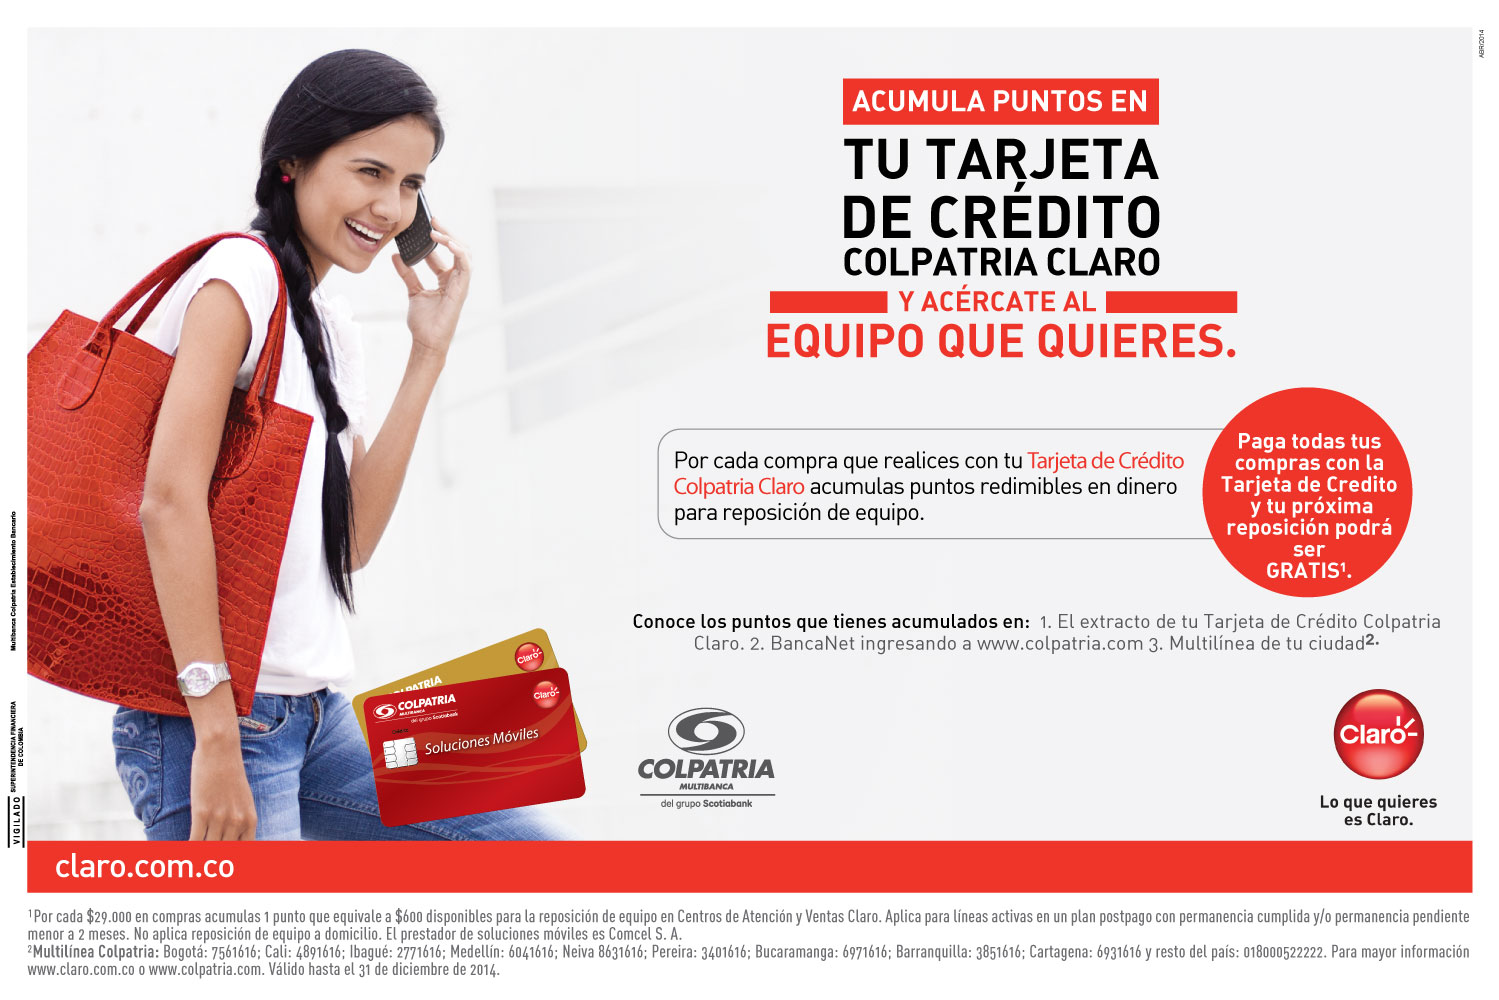 ABR/2014
ACUMULA PUNTOS EN
TU TARJETA
DE CRÉDITO
COLPATRIA CLARO
Y ACÉRCATE AL
EQUIPO QUE QUIERES.
Por cada compra que realices con tu Tarjeta de Crédito
Colpatria Claro acumulas puntos redimibles en dinero
para reposición de equipo.
Paga todas tus
compras con la
Tarjeta de Credito
y tu próxima
reposición podrá
ser
GRATIS¹.
Conoce los puntos que tienes acumulados en: 1. El extracto de tu Tarjeta de Crédito Colpatria
Claro. 2. BancaNet ingresando a www.colpatria.com 3. Multilínea de tu ciudad².
Claro
COLPATRIA
Claro
COLPATRIA
MULTIBANCA
del grupo Scotiabank
Soluciones Móviles
COLPATRIA
MULTIBANCA
del grupo Scotiabank
Claro
Lo que quieres
es Claro.
Multibanca Colpatria Establecimiento Bancario
SUPERINTENDENCIA FINANCIERA
DE COLOMBIA
VIGILADO
claro.com.co
¹Por cada $29.000 en compras acumulas 1 punto que equivale a $600 disponibles para la reposición de equipo en Centros de Atención y Ventas Claro. Aplica para líneas activas en un plan postpago con permanencia cumplida y/o permanencia pendiente
menor a 2 meses. No aplica reposición de equipo a domicilio. El prestador de soluciones móviles es Comcel S. A.
²Multilínea Colpatria: Bogotá: 7561616; Cali: 4891616; Ibagué: 2771616; Medellín: 6041616; Neiva 8631616; Pereira: 3401616; Bucaramanga: 6971616; Barranquilla: 3851616; Cartagena: 6931616 y resto del país: 018000522222. Para mayor información
www.claro.com.co o www.colpatria.com. Válido hasta el 31 de diciembre de 2014.